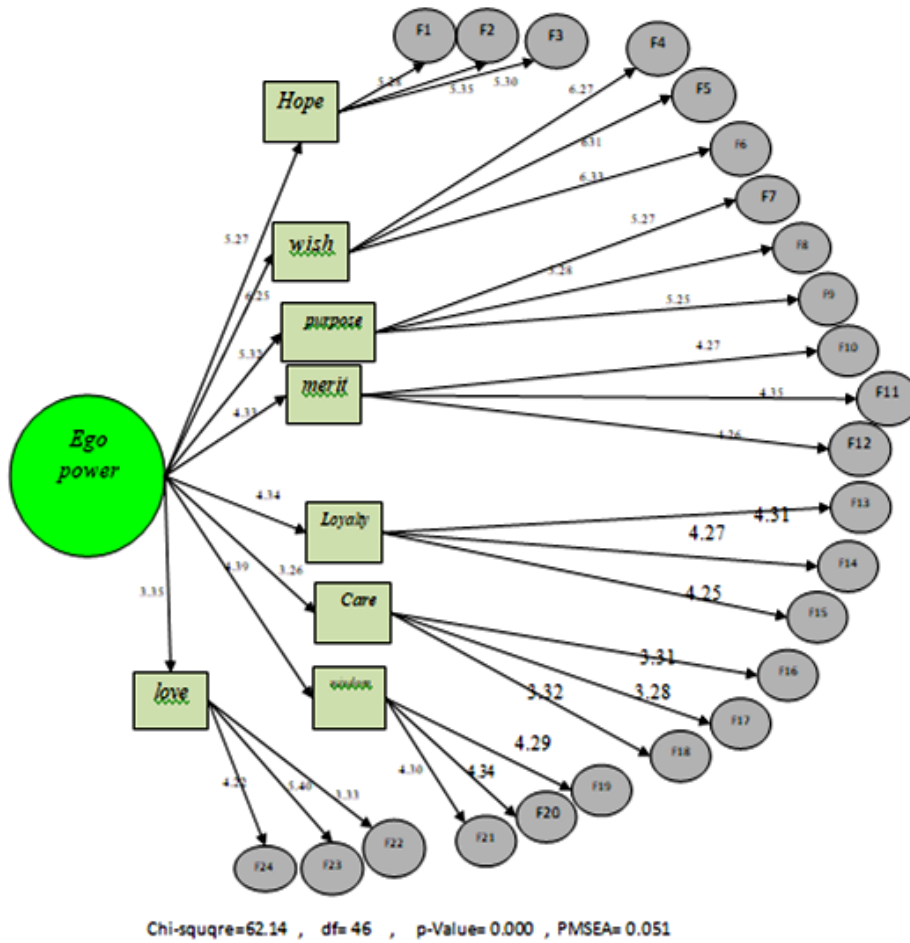 F1
F2
F3
F4
5.28
5.35
5.30
6.27
Hope
F5
631
F6
6.33
F7
5.27
5.27
wish
F8
5.28
6.25
F9
5.25
purpose
5.32
F10
4.27
merit
4.35
F11
4.33
4.26
F12
Ego
power
4.34
F13
4.31
Loyalty
4.27
F14
4.39
3.26
4.25
F15
3.35
Care
3.31
F16
3.32
3.28
F17
love
F18
4.29
4.30
4.34
F19
4.22
5.40
3.33
F20
F21
F22
F23
F24
Chi-squqre=62.14 , df= 46 , p-Value= 0.000 , PMSEA= 0.051